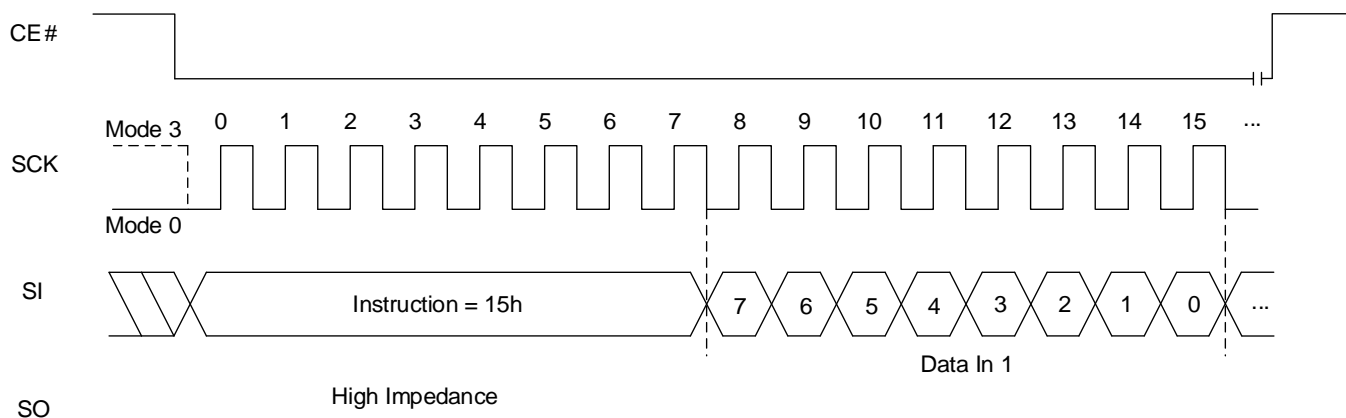 CE#
Mode 3 0 1 2 3 4 5 6 7 8 9 10 11 12 13 14 15 ...
SCK
Mode 0
SI Instruction = 15h 7 6 5 4 3 2 1 0 ...
Data In 1
High Impedance
SO